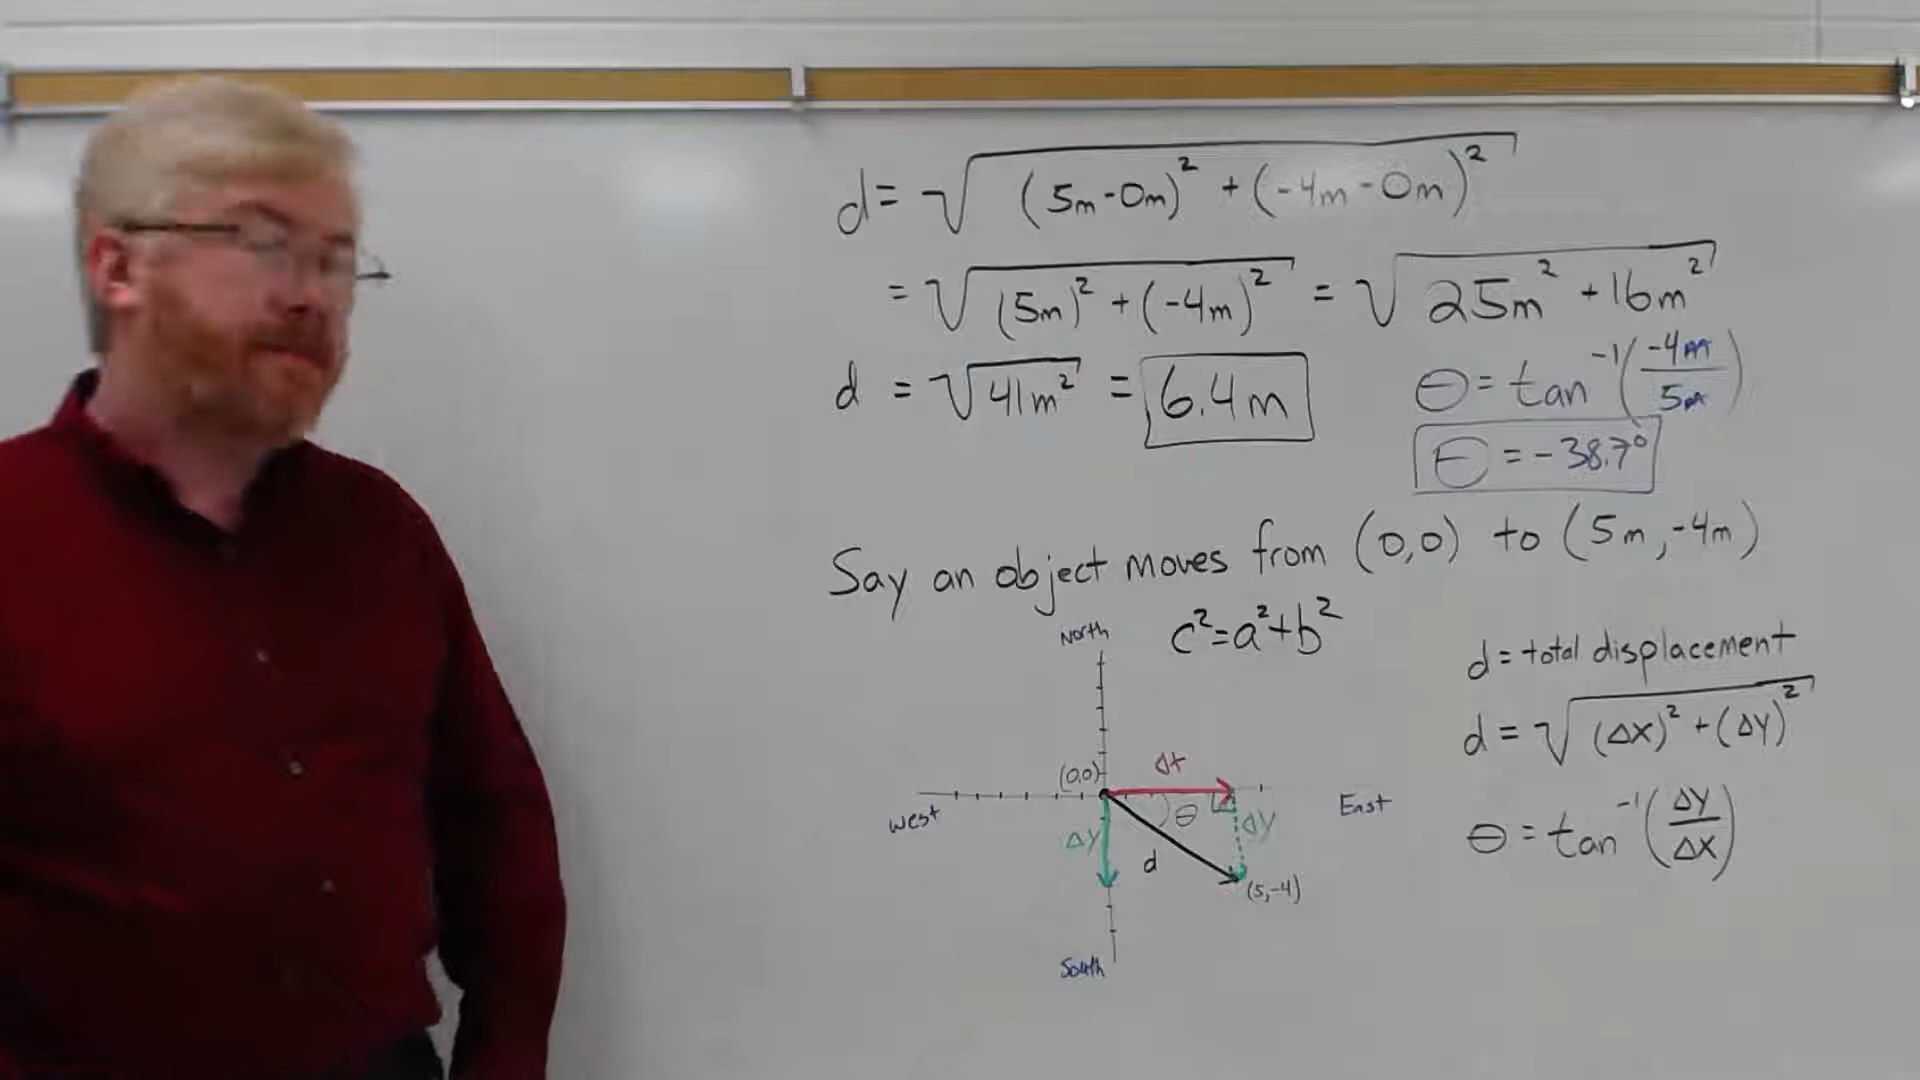 d = √(5m-0m)² + (-4m-0m)²
= √(5m)² + (-4m)² = √25m² + 16m²
d = √41m² = 6.4m
θ = tan⁻¹(-4m/5m)
θ = -38.7°
Say an object moves from (0,0) to (5m,-4m)
c²=a²+b²
North
d = total displacement
d = √(Δx)² + (Δy)²
(0,0)
Δx
West
East
θ
Δy
Δy
d
(5,-4)
θ = tan⁻¹(Δy/Δx)
South